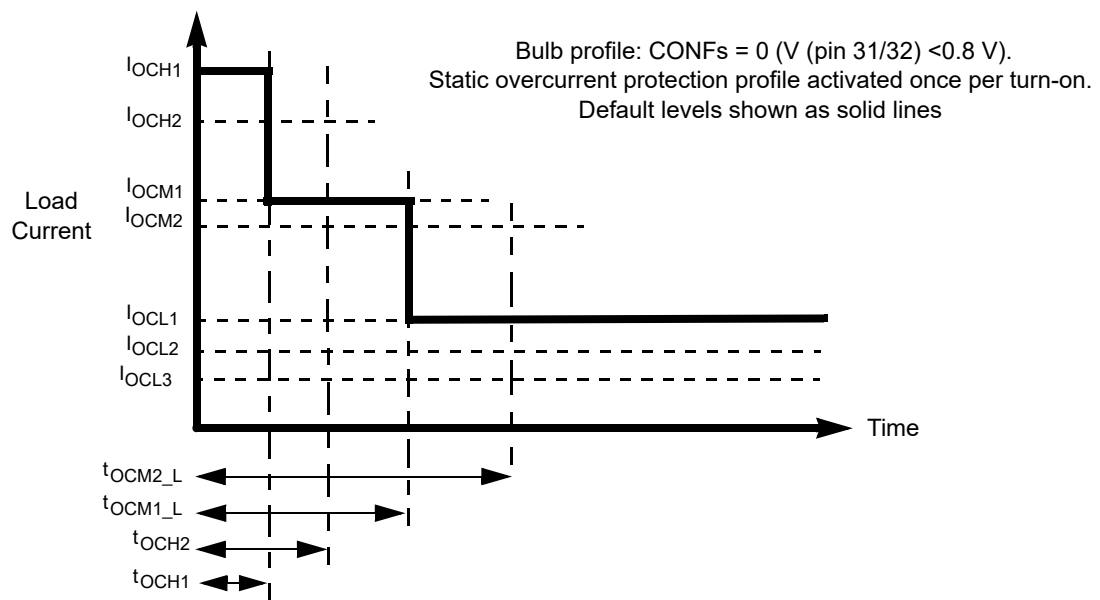 Bulb profile: CONFs = 0 (V (pin 31/32) <0.8 V).
Static overcurrent protection profile activated once per turn-on.
Default levels shown as solid lines
Load
Current
IOCH1
IOCH2
IOCM1
IOCM2
IOCL1
IOCL2
IOCL3
Time
tOCM2_L
tOCM1_L
tOCH2
tOCH1